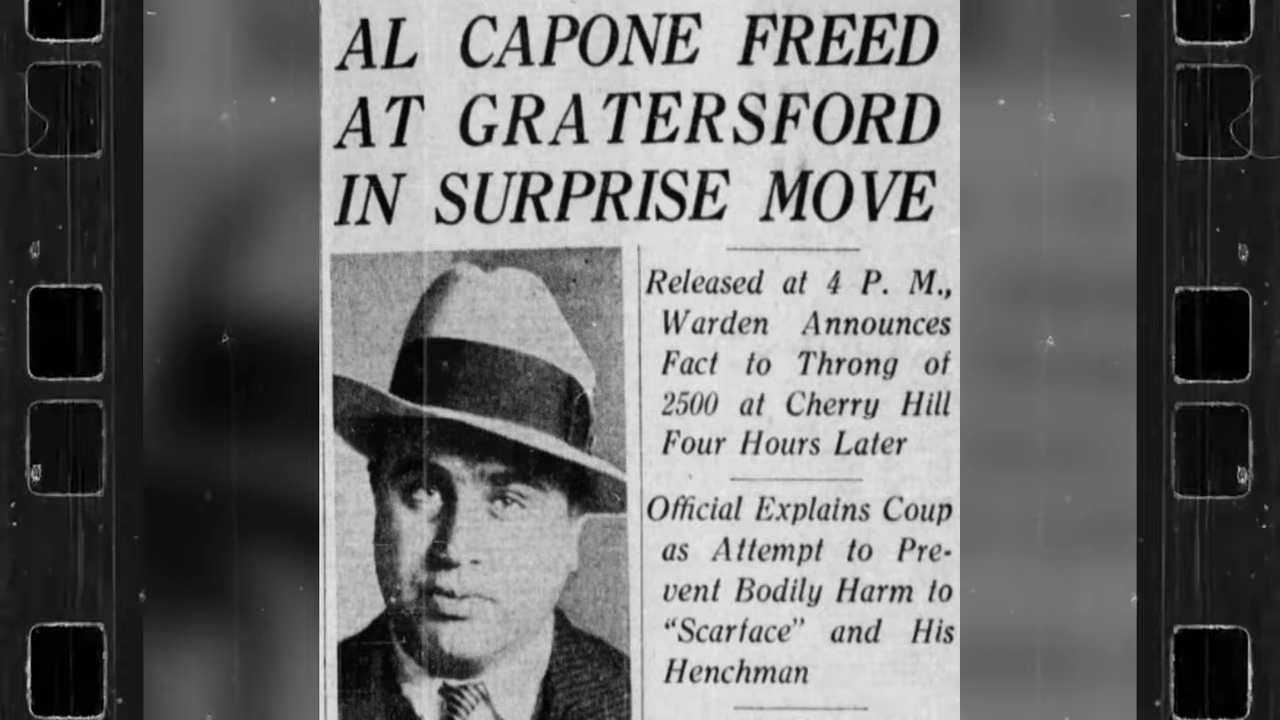 AL CAPONE FREED
AT GRATERSFORD
IN SURPRISE MOVE
Released at 4 P. M.,
Warden Announces
Fact to Throng of
2500 at Cherry Hill
Four Hours Later
Official Explains Coup
as Attempt to Pre-
vent Bodily Harm to
“Scarface” and His
Henchman